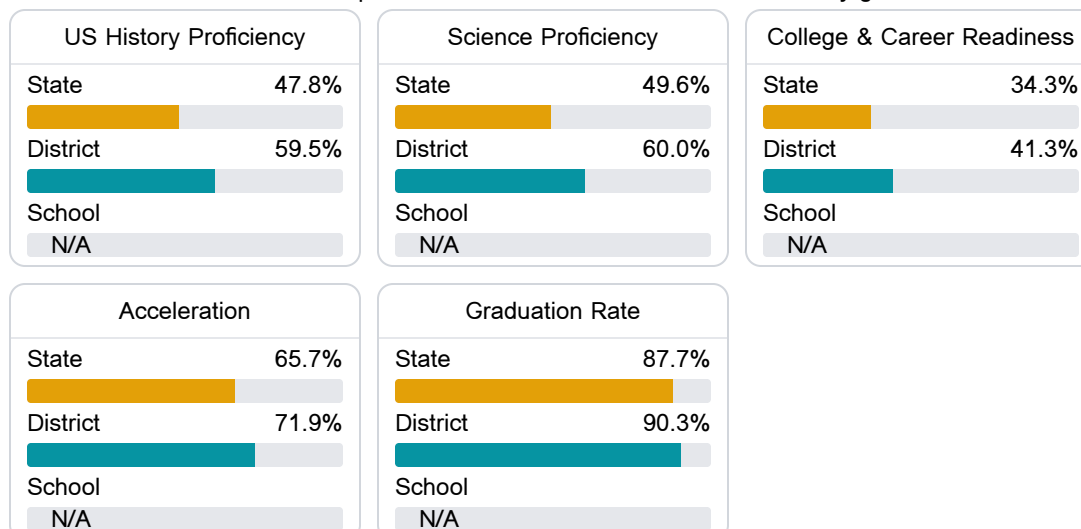 US History Proficiency
State 47.8%
District 59.5%
School
N/A
Science Proficiency
State 49.6%
District 60.0%
School
N/A
College & Career Readiness
State 34.3%
District 41.3%
School
N/A
Acceleration
State 65.7%
District 71.9%
School
N/A
Graduation Rate
State 87.7%
District 90.3%
School
N/A